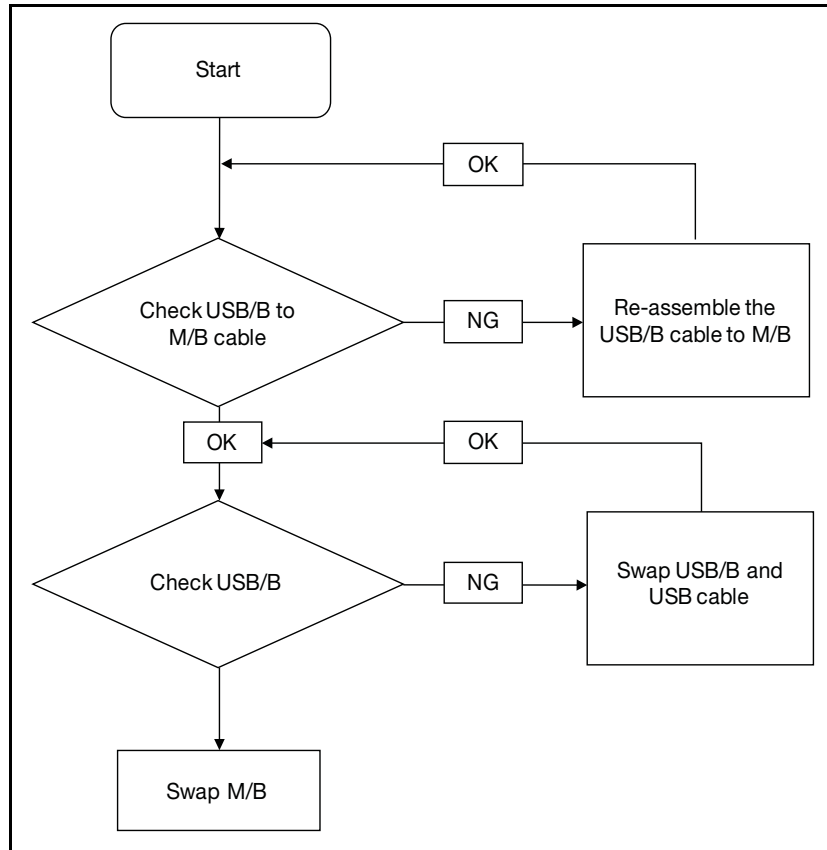 Start
OK
Check USB/B to
M/B cable
NG
Re-assemble the
USB/B cable to M/B
OK
OK
Check USB/B
NG
Swap USB/B and
USB cable
Swap M/B